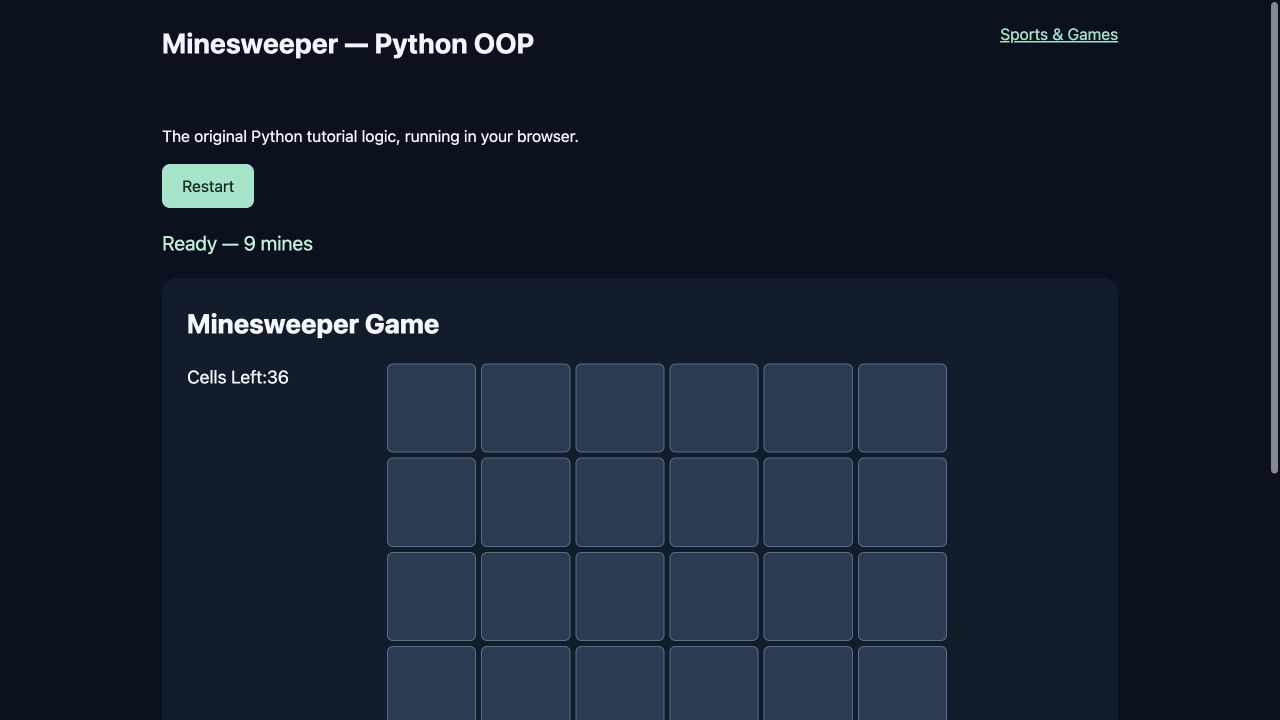 Minesweeper — Python OOP
Sports & Games
The original Python tutorial logic, running in your browser.
Restart
Ready — 9 mines
Minesweeper Game
Cells Left:36